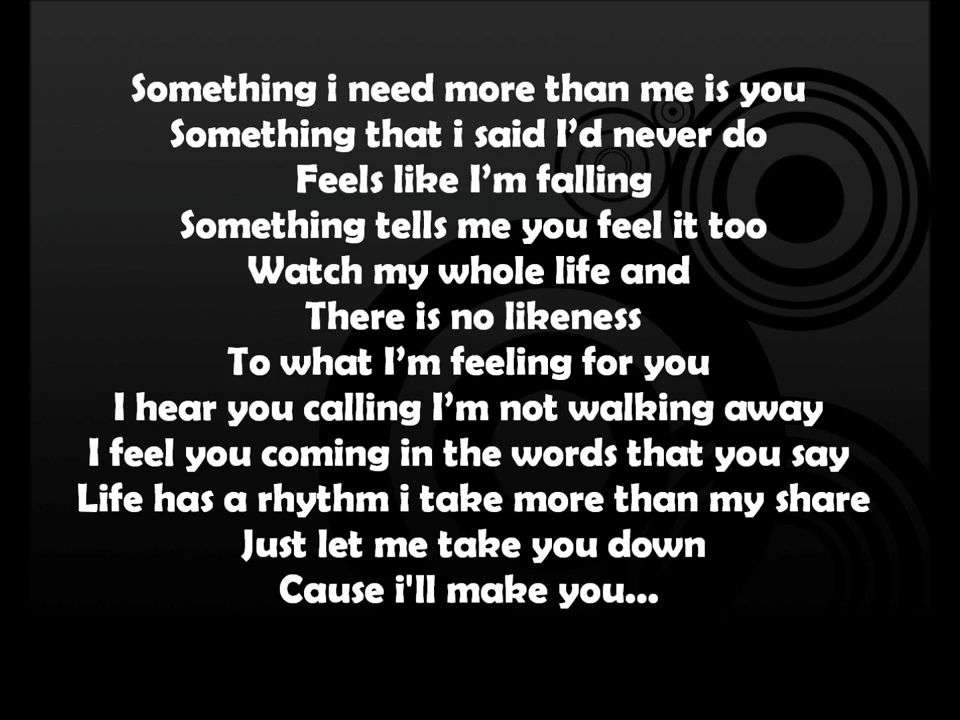 Something i need more than me is you
Something that i said I’d never do
Feels like I’m falling
Something tells me you feel it too
Watch my whole life and
There is no likeness
To what I’m feeling for you
I hear you calling I’m not walking away
I feel you coming in the words that you say
Life has a rhythm i take more than my share
Just let me take you down
Cause i'll make you...